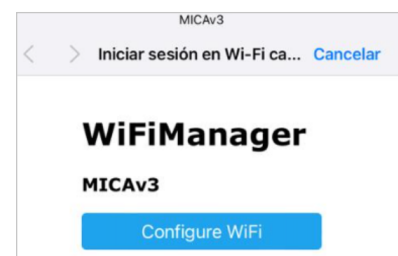 MICAv3
Iniciar sesión en Wi-Fi ca... Cancelar
WiFiManager
MICAv3
Configure WiFi